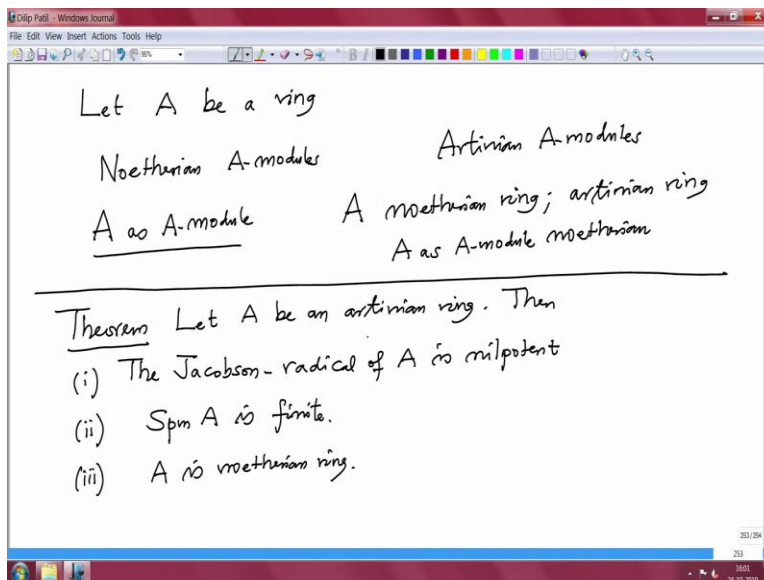 Dilip Patil - Windows Journal
File Edit View Insert Actions Tools Help
95%
Let A be a ring
Noetherian A-modules
Artinian A-modules
A as A-module
A noetherian ring; artinian ring
A as A-module noetherian
Theorem Let A be an artinian ring. Then
(i) The Jacobson-radical of A is nilpotent
(ii) Spm A is finite.
(iii) A is noetherian ring.
253/254
253
16:01